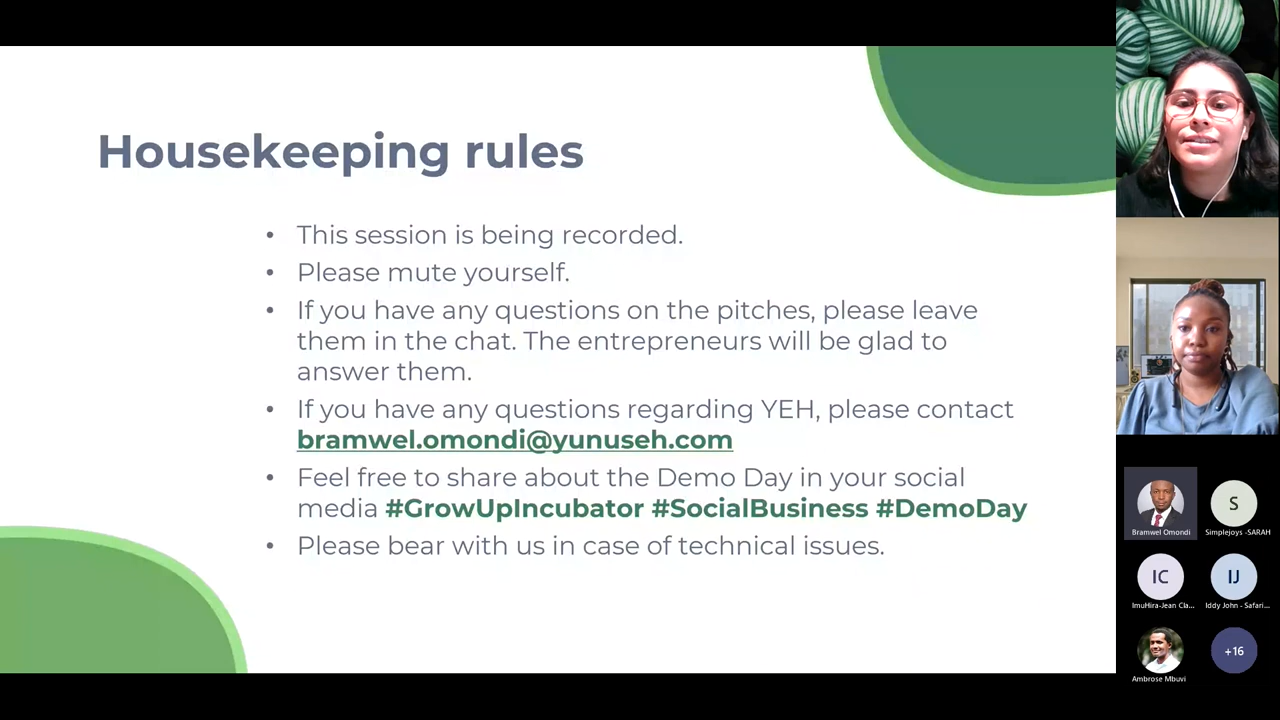 Housekeeping rules
• This session is being recorded.
• Please mute yourself.
• If you have any questions on the pitches, please leave
them in the chat. The entrepreneurs will be glad to
answer them.
• If you have any questions regarding YEH, please contact
bramwel.omondi@yunuseh.com
• Feel free to share about the Demo Day in your social
media #GrowUpIncubator #SocialBusiness #DemoDay
• Please bear with us in case of technical issues.
S
Bramwel Omondi
Simplejoys -SARAH
IC
IJ
ImuHira-Jean Cla...
Iddy John - Safari...
+16
Ambrose Mbuvi